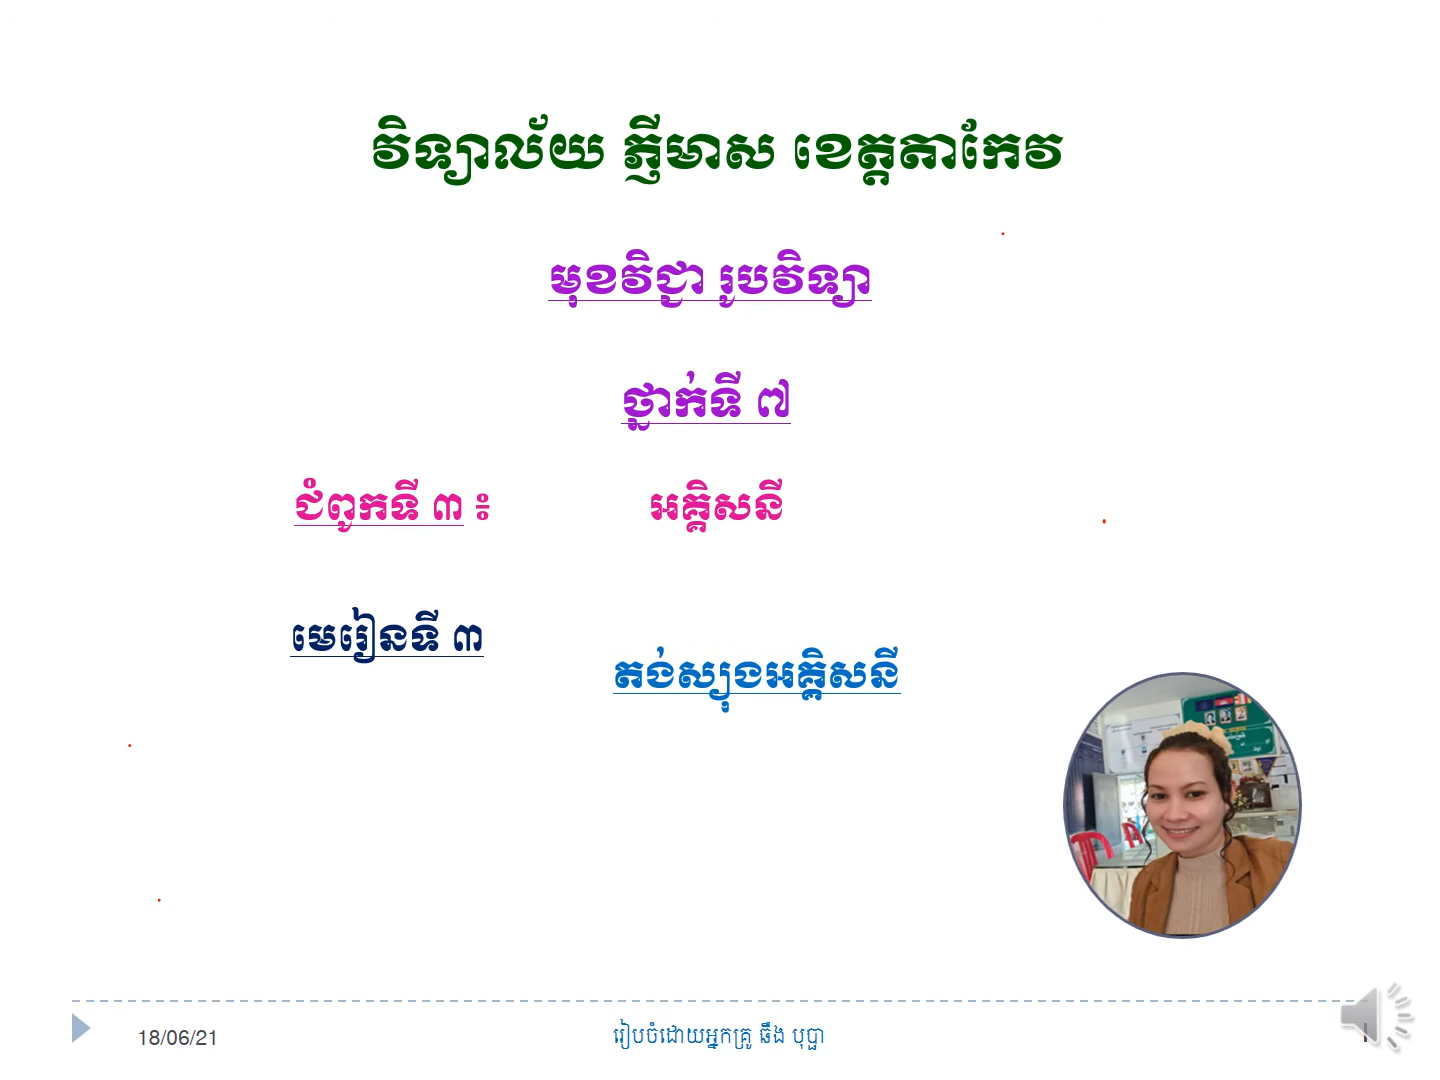 វិទ្យាល័យ ភ្ញីមាស ខេត្តតាកែវ
មុខវិជ្ជា រូបវិទ្យា
ថ្នាក់ទី ៧
ជំពូកទី ៣ ៖ អគ្គិសនី
មេរៀនទី ៣
តង់ស្យុងអគ្គិសនី
18/06/21 រៀបចំដោយអ្នកគ្រូ ឆឹង បុប្ផា